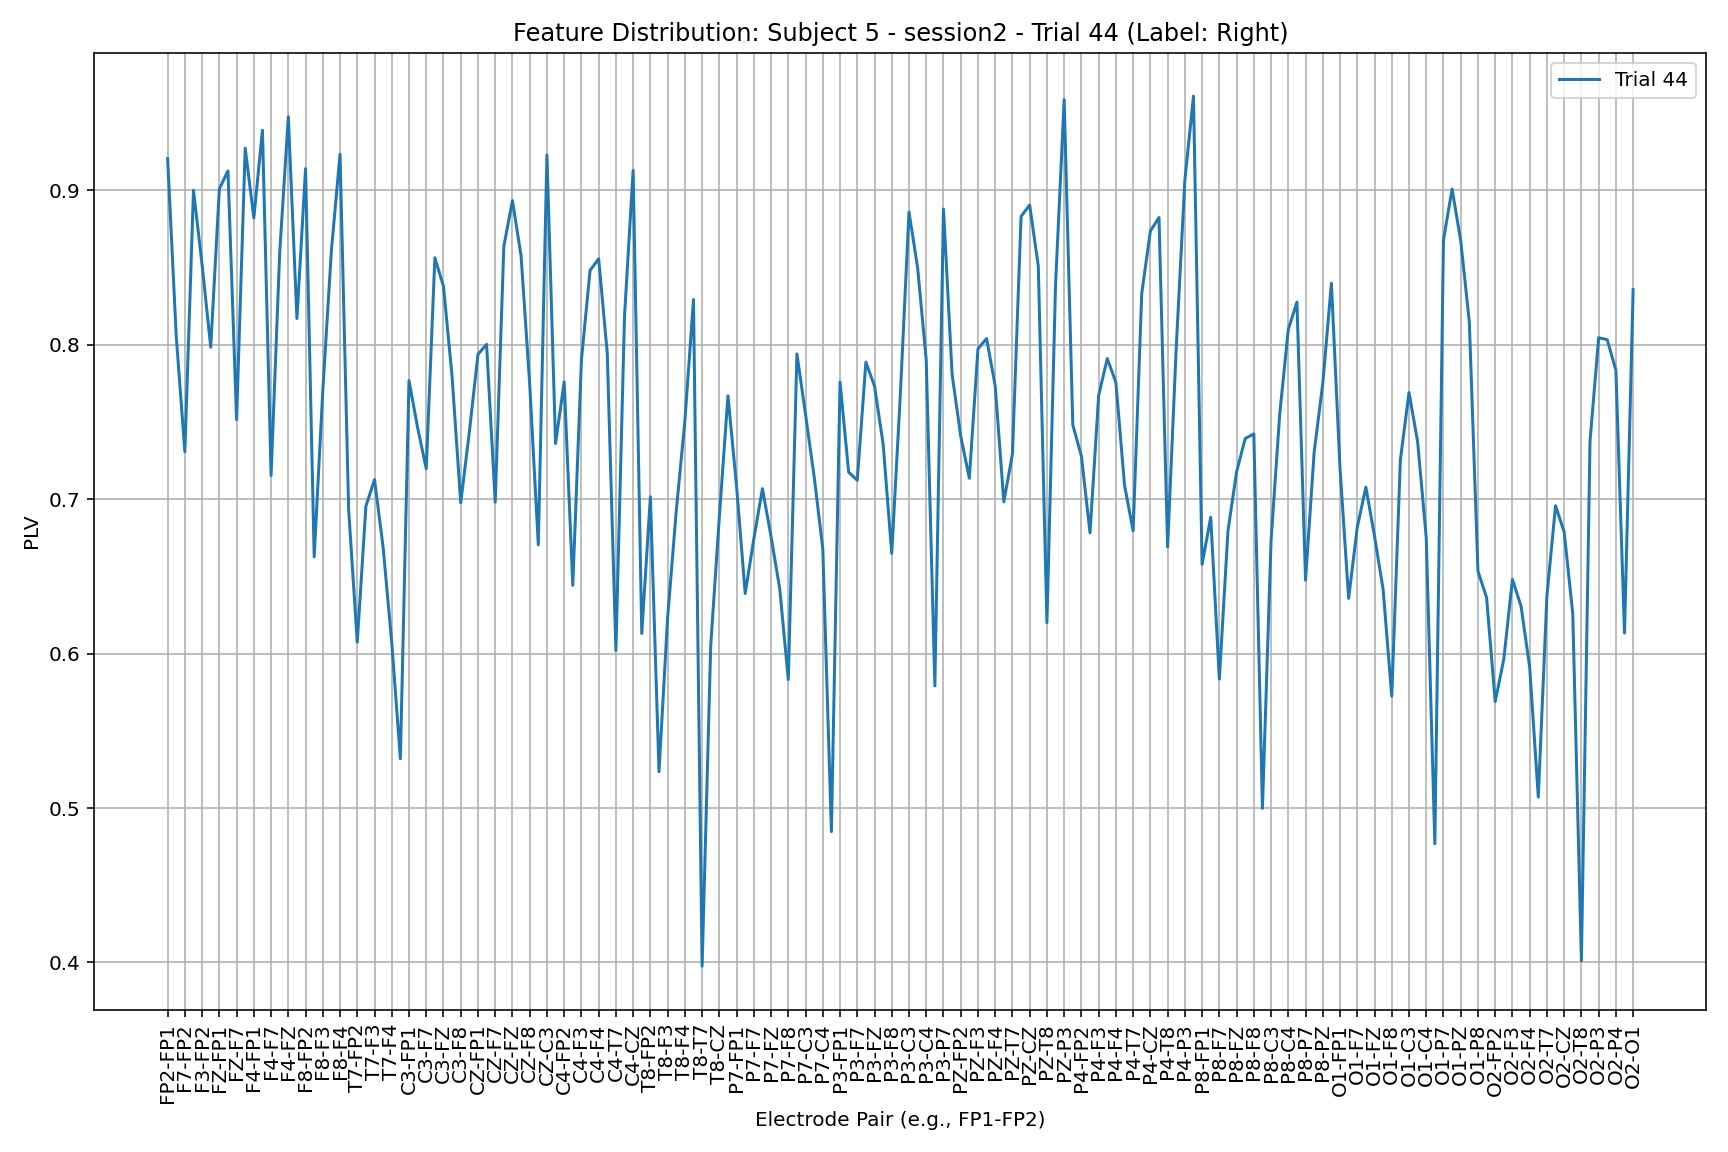 Feature Distribution: Subject 5 - session2 - Trial 44 (Label: Right)
Trial 44
PLV
0.9
0.8
0.7
0.6
0.5
0.4
FP2-FP1
F7-FP2
F3-FP2
FZ-FP1
FZ-F7
F4-FP1
F4-F7
F4-FZ
F8-FP2
F8-F3
F8-F4
T7-FP2
T7-F3
T7-F4
C3-FP1
C3-F7
C3-FZ
C3-F8
CZ-FP1
CZ-F7
CZ-FZ
CZ-F8
CZ-C3
C4-FP2
C4-F3
C4-F4
C4-T7
C4-CZ
T8-FP2
T8-F3
T8-F4
T8-T7
T8-CZ
P7-FP1
P7-F7
P7-FZ
P7-F8
P7-C3
P7-C4
P3-FP1
P3-F7
P3-FZ
P3-F8
P3-C3
P3-C4
P3-P7
PZ-FP2
PZ-F3
PZ-F4
PZ-T7
PZ-CZ
PZ-T8
PZ-P3
P4-FP2
P4-F3
P4-F4
P4-T7
P4-CZ
P4-T8
P4-P3
P8-FP1
P8-F7
P8-FZ
P8-F8
P8-C3
P8-C4
P8-P7
P8-PZ
O1-FP1
O1-F7
O1-FZ
O1-F8
O1-C3
O1-C4
O1-P7
O1-PZ
O1-P8
O2-FP2
O2-F3
O2-F4
O2-T7
O2-CZ
O2-T8
O2-P3
O2-P4
O2-O1
Electrode Pair (e.g., FP1-FP2)